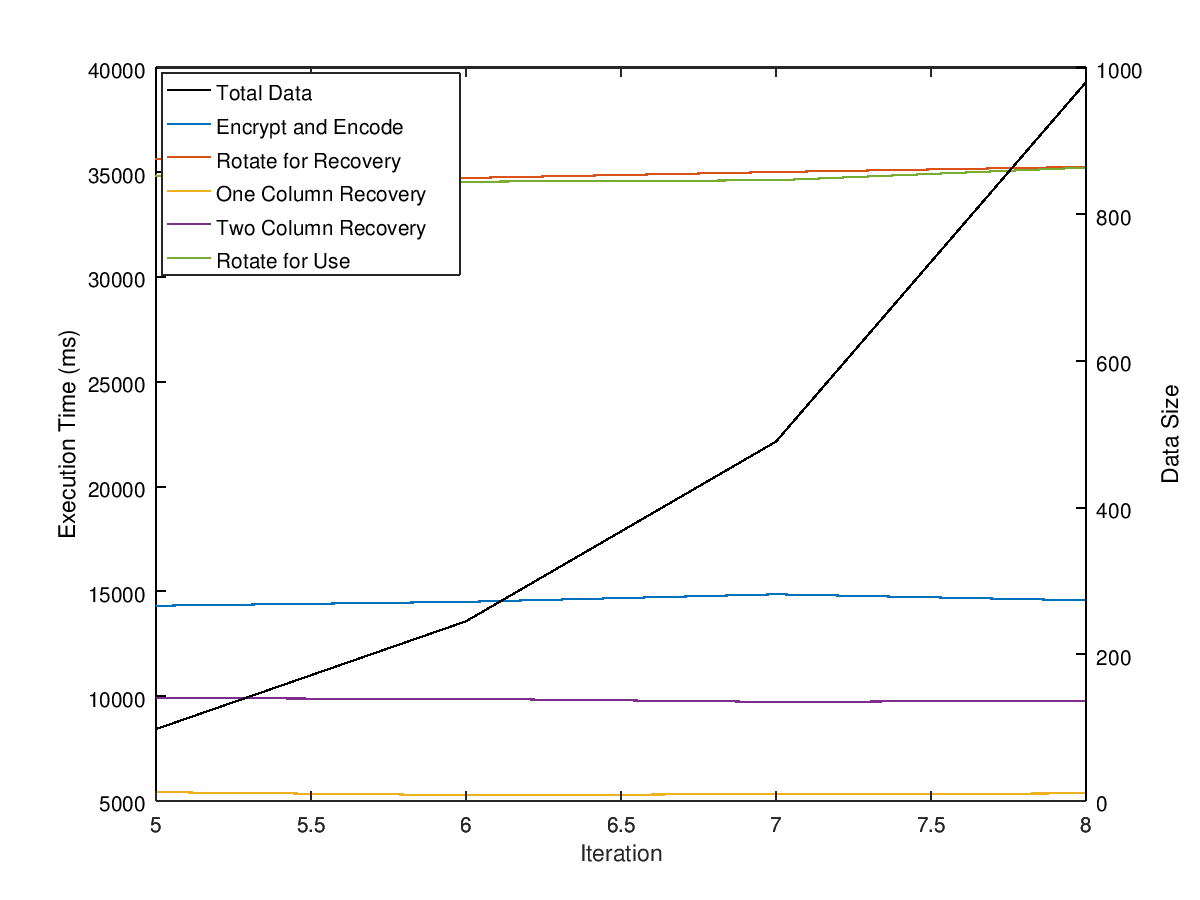 40000
35000
30000
25000
20000
15000
10000
5000
1000
800
600
400
200
0
Total Data
Encrypt and Encode
Rotate for Recovery
One Column Recovery
Two Column Recovery
Rotate for Use
Execution Time (ms)
Data Size
5 5.5 6 6.5 7 7.5 8
Iteration